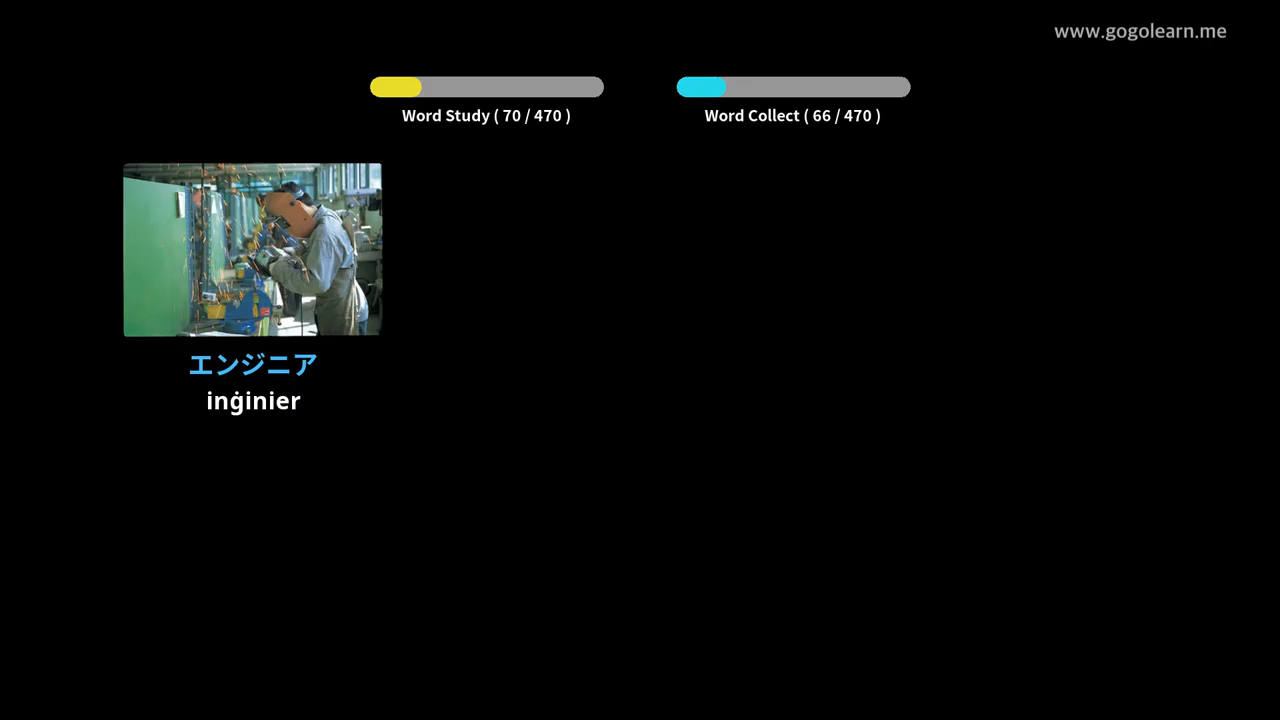 www.gogolearn.me
Word Study ( 70 / 470 )
Word Collect ( 66 / 470 )
エンジニア
inġinier